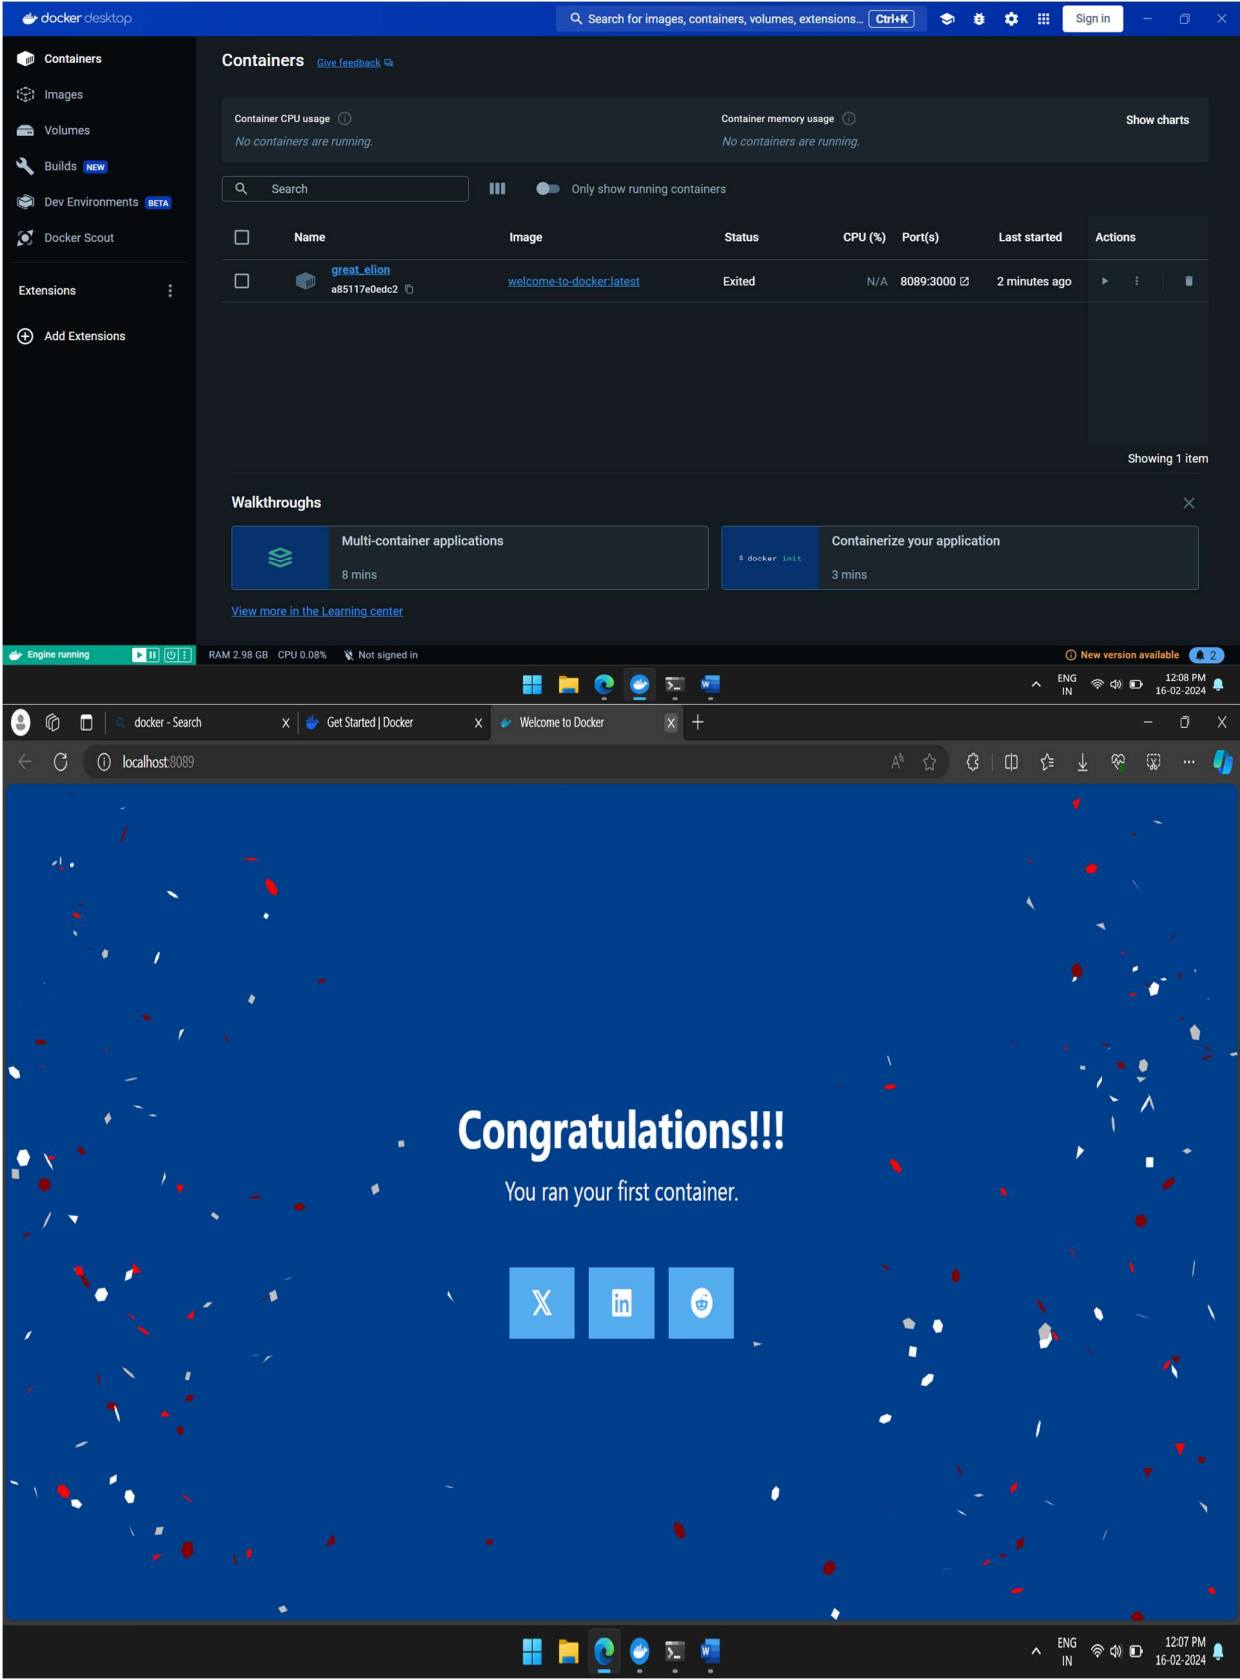 docker desktop
Search for images, containers, volumes, extensions... Ctrl+K
Sign in
Containers
Images
Volumes
Builds NEW
Dev Environments BETA
Docker Scout
Extensions
Add Extensions
Containers Give feedback
Container CPU usage
No containers are running.
Container memory usage
No containers are running.
Show charts
Search
Only show running containers
Name Image Status CPU (%) Port(s) Last started Actions
great_elion
a85117e0edc2
welcome-to-docker:latest Exited N/A 8089:3000 2 minutes ago
Showing 1 item
Walkthroughs
Multi-container applications
8 mins
$ docker init
Containerize your application
3 mins
View more in the Learning center
Engine running RAM 2.98 GB CPU 0.08% Not signed in New version available 2
ENG
IN
12:08 PM
16-02-2024
docker - Search Get Started | Docker Welcome to Docker
localhost:8089
Congratulations!!!
You ran your first container.
X in
ENG
IN
12:07 PM
16-02-2024